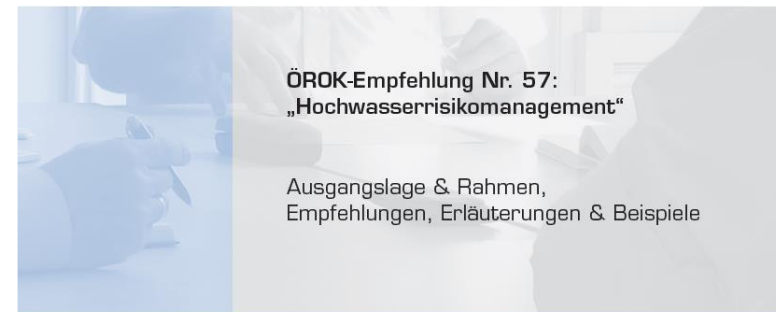 ÖROK-Empfehlung Nr. 57:
„Hochwasserrisikomanagement“
Ausgangslage & Rahmen,
Empfehlungen, Erläuterungen & Beispiele